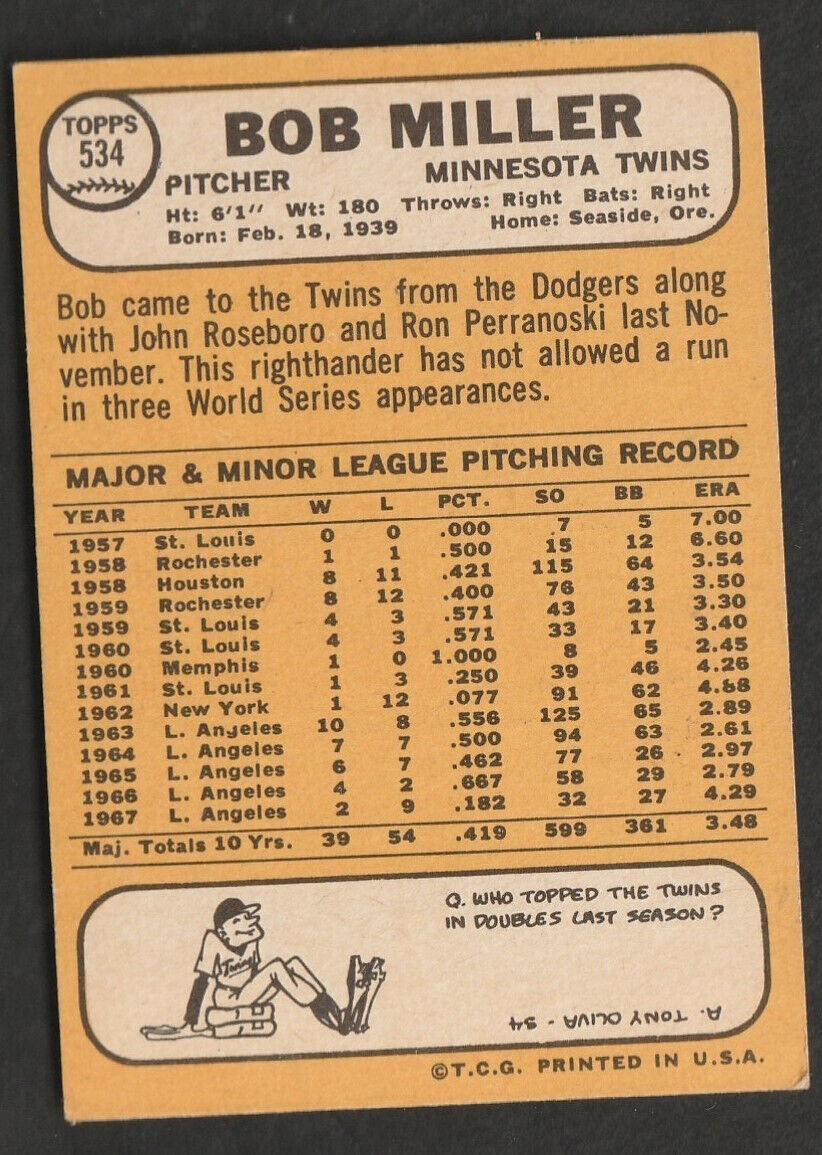 TOPPS
534
BOB MILLER
PITCHER MINNESOTA TWINS
Ht: 6'1" Wt: 180 Throws: Right Bats: Right
Born: Feb. 18, 1939 Home: Seaside, Ore.
Bob came to the Twins from the Dodgers along
with John Roseboro and Ron Perranoski last No-
vember. This righthander has not allowed a run
in three World Series appearances.
MAJOR & MINOR LEAGUE PITCHING RECORD
YEAR TEAM W L PCT. SO BB ERA
1957 St. Louis 0 0 .000 7 5 7.00
1958 Rochester 1 1 .500 15 12 6.60
1958 Houston 8 11 .421 115 64 3.54
1959 Rochester 8 12 .400 76 43 3.50
1959 St. Louis 4 3 .571 43 21 3.30
1960 St. Louis 4 3 .571 33 17 3.40
1960 Memphis 1 0 1.000 8 5 2.45
1961 St. Louis 1 3 .250 39 46 4.26
1962 New York 1 12 .077 91 62 4.88
1963 L. Angeles 10 8 .556 125 65 2.89
1964 L. Angeles 7 7 .500 94 63 2.61
1965 L. Angeles 6 7 .462 77 26 2.97
1966 L. Angeles 4 2 .667 58 29 2.79
1967 L. Angeles 2 9 .182 32 27 4.29
Maj. Totals 10 Yrs. 39 54 .419 599 361 3.48
Q. WHO TOPPED THE TWINS
IN DOUBLES LAST SEASON?
Twins
A. TONY OLIVA - 34
©T.C.G. PRINTED IN U.S.A.